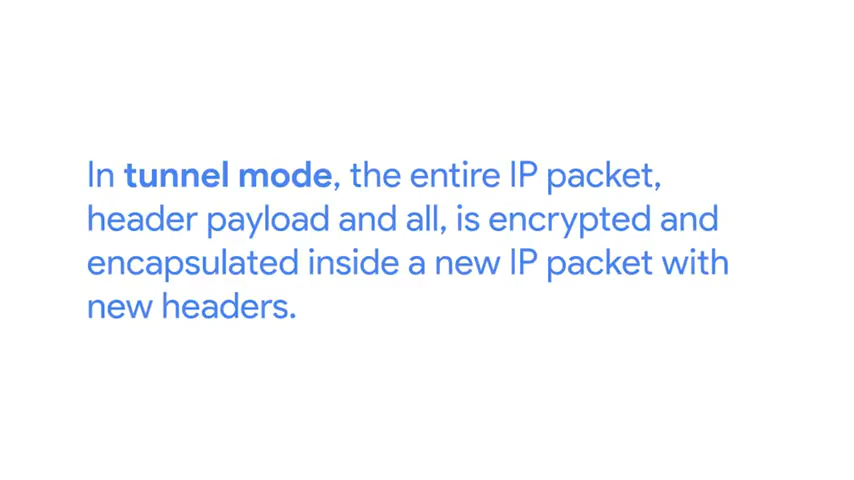 In tunnel mode, the entire IP packet,
header payload and all, is encrypted and
encapsulated inside a new IP packet with
new headers.